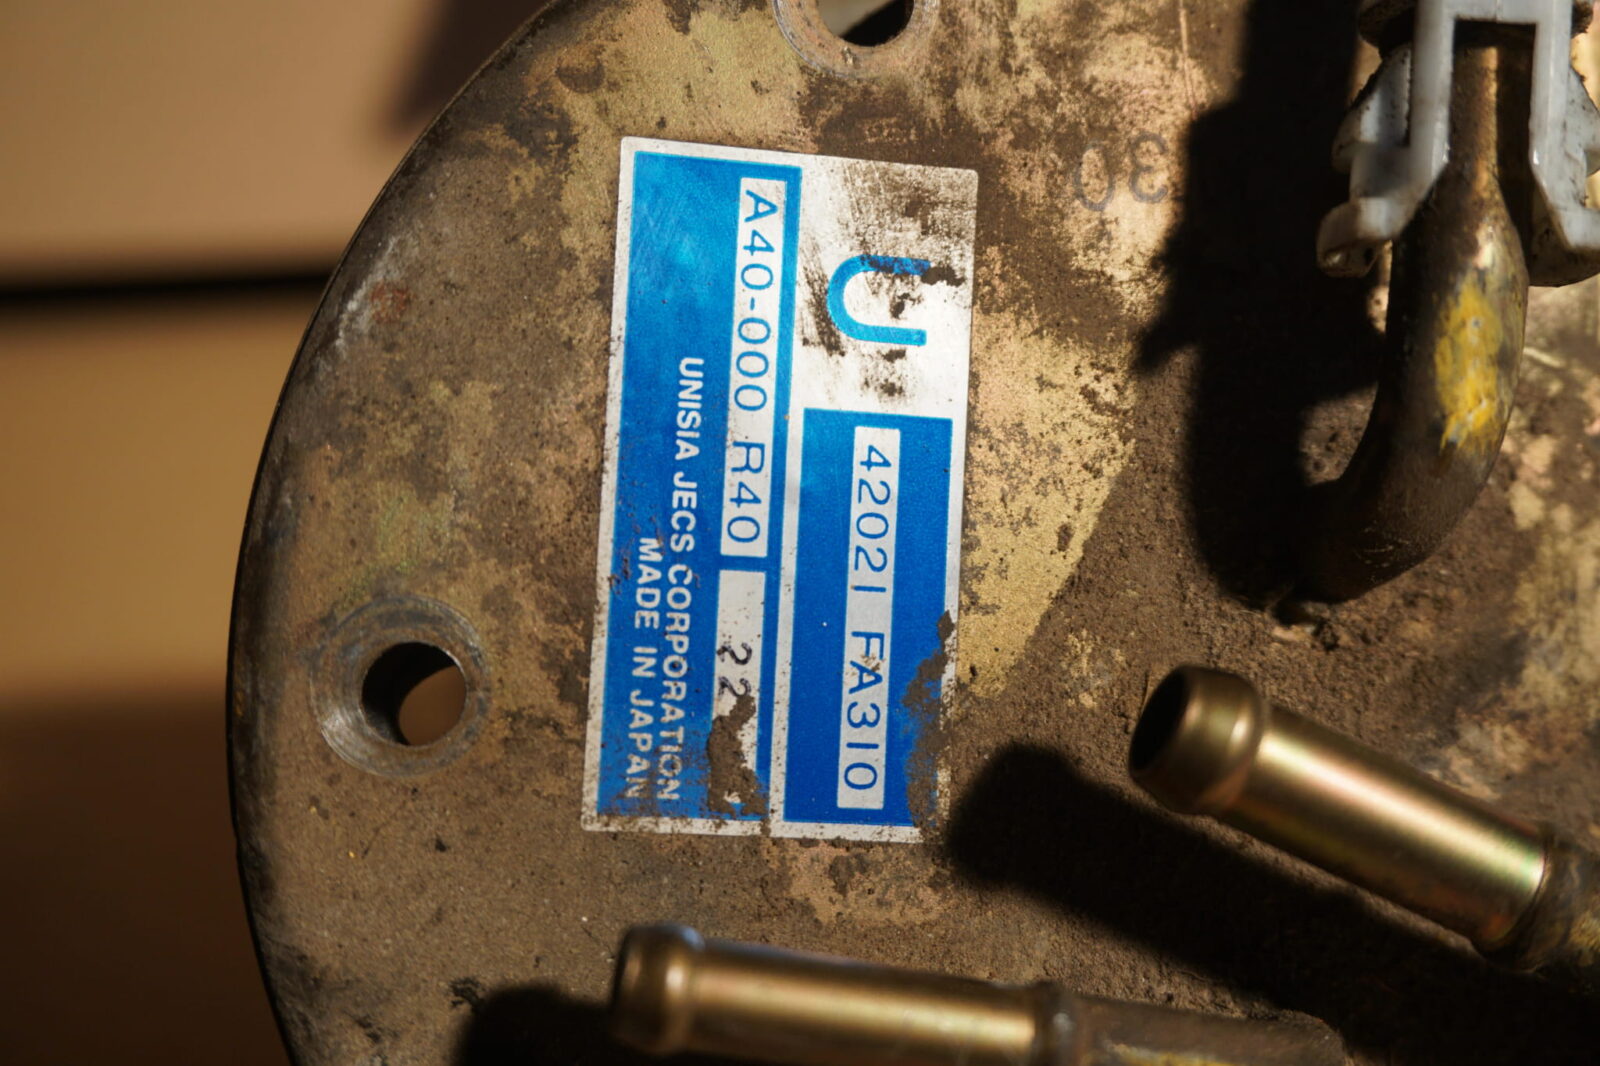 U
42021 FA310
A40-000 R40
22
UNISIA JECS CORPORATION
MADE IN JAPAN
30